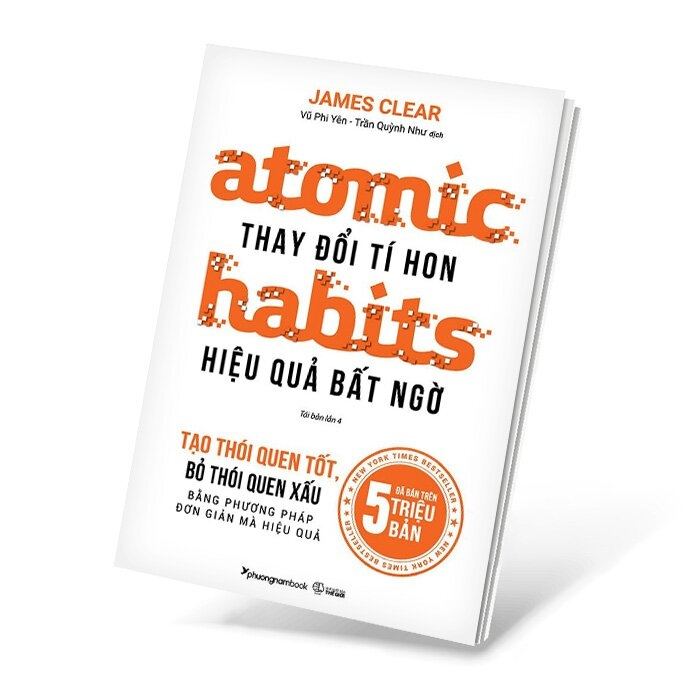 JAMES CLEAR
Vũ Phi Yên - Trần Quỳnh Như dịch
atomic
THAY ĐỔI TÍ HON
habits
HIỆU QUẢ BẤT NGỜ
Tái bản lần 4
TẠO THÓI QUEN TỐT,
BỎ THÓI QUEN XẤU
BẰNG PHƯƠNG PHÁP
ĐƠN GIẢN MÀ HIỆU QUẢ
NEW YORK TIMES BESTSELLER
ĐÃ BÁN TRÊN
5 TRIỆU
BẢN
NEW YORK TIMES BESTSELLER
phuongnambook
THẾ GIỚI